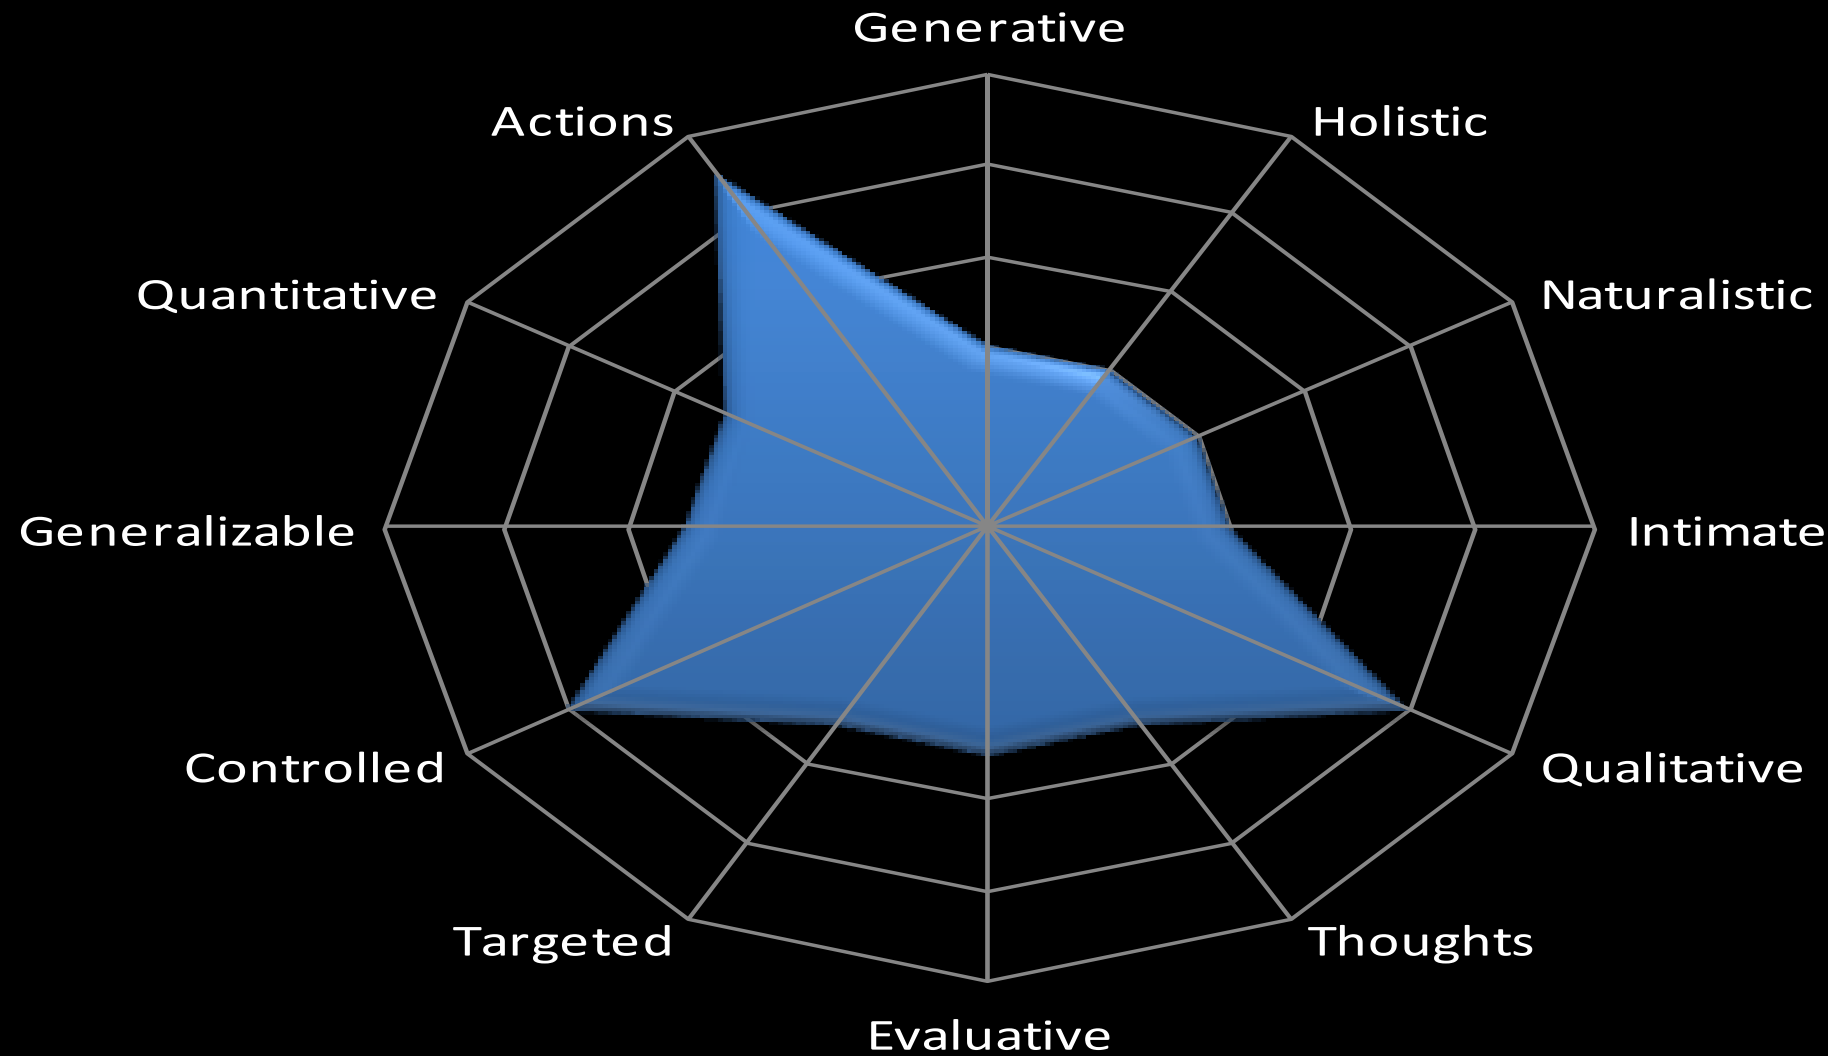 Generative
Holistic
Naturalistic
Intimate
Qualitative
Thoughts
Evaluative
Targeted
Controlled
Generalizable
Quantitative
Actions